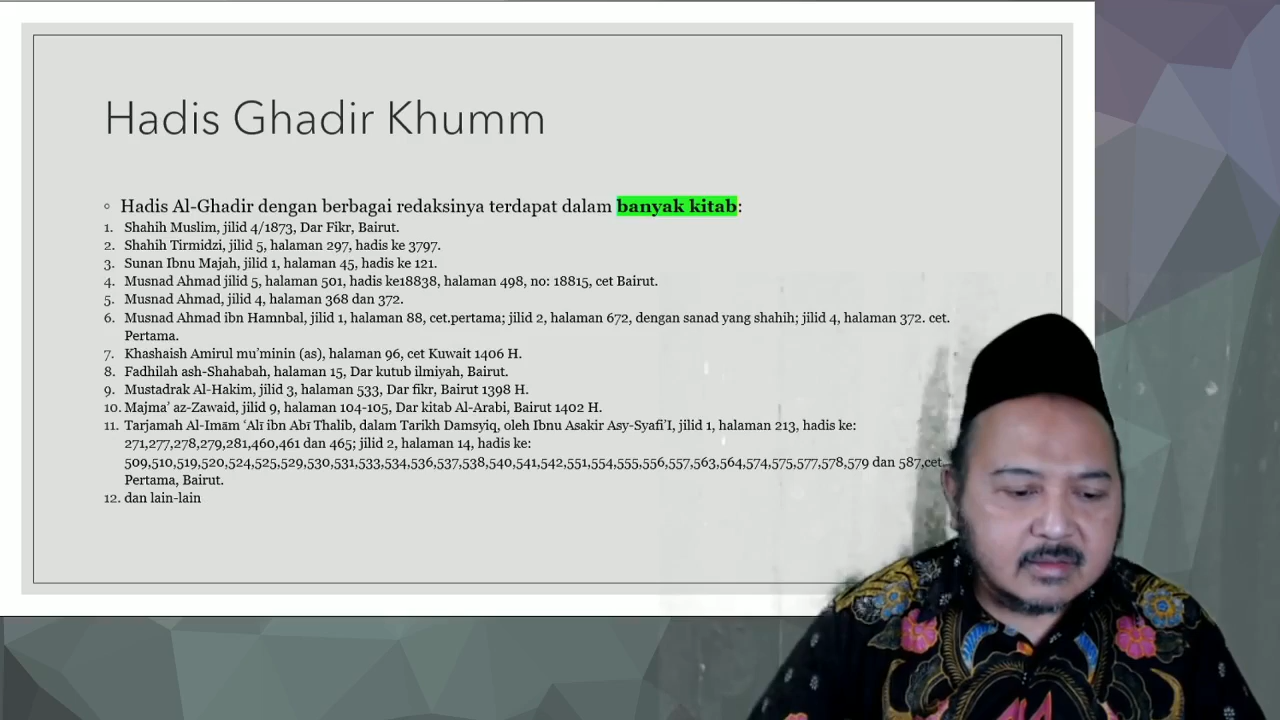 Hadis Ghadir Khumm
◦ Hadis Al-Ghadir dengan berbagai redaksinya terdapat dalam banyak kitab:
1. Shahih Muslim, jilid 4/1873, Dar Fikr, Bairut.
2. Shahih Tirmidzi, jilid 5, halaman 297, hadis ke 3797.
3. Sunan Ibnu Majah, jilid 1, halaman 45, hadis ke 121.
4. Musnad Ahmad jilid 5, halaman 501, hadis ke18838, halaman 498, no: 18815, cet Bairut.
5. Musnad Ahmad, jilid 4, halaman 368 dan 372.
6. Musnad Ahmad ibn Hamnbal, jilid 1, halaman 88, cet.pertama; jilid 2, halaman 672, dengan sanad yang shahih; jilid 4, halaman 372. cet.
Pertama.
7. Khashaish Amirul mu’minin (as), halaman 96, cet Kuwait 1406 H.
8. Fadhilah ash-Shahabah, halaman 15, Dar kutub ilmiyah, Bairut.
9. Mustadrak Al-Hakim, jilid 3, halaman 533, Dar fikr, Bairut 1398 H.
10. Majma’ az-Zawaid, jilid 9, halaman 104-105, Dar kitab Al-Arabi, Bairut 1402 H.
11. Tarjamah Al-Imām ‘Alī ibn Abī Thalib, dalam Tarikh Damsyiq, oleh Ibnu Asakir Asy-Syafi’I, jilid 1, halaman 213, hadis ke:
271,277,278,279,281,460,461 dan 465; jilid 2, halaman 14, hadis ke:
509,510,519,520,524,525,529,530,531,533,534,536,537,538,540,541,542,551,554,555,556,557,563,564,574,575,577,578,579 dan 587,cet.
Pertama, Bairut.
12. dan lain-lain